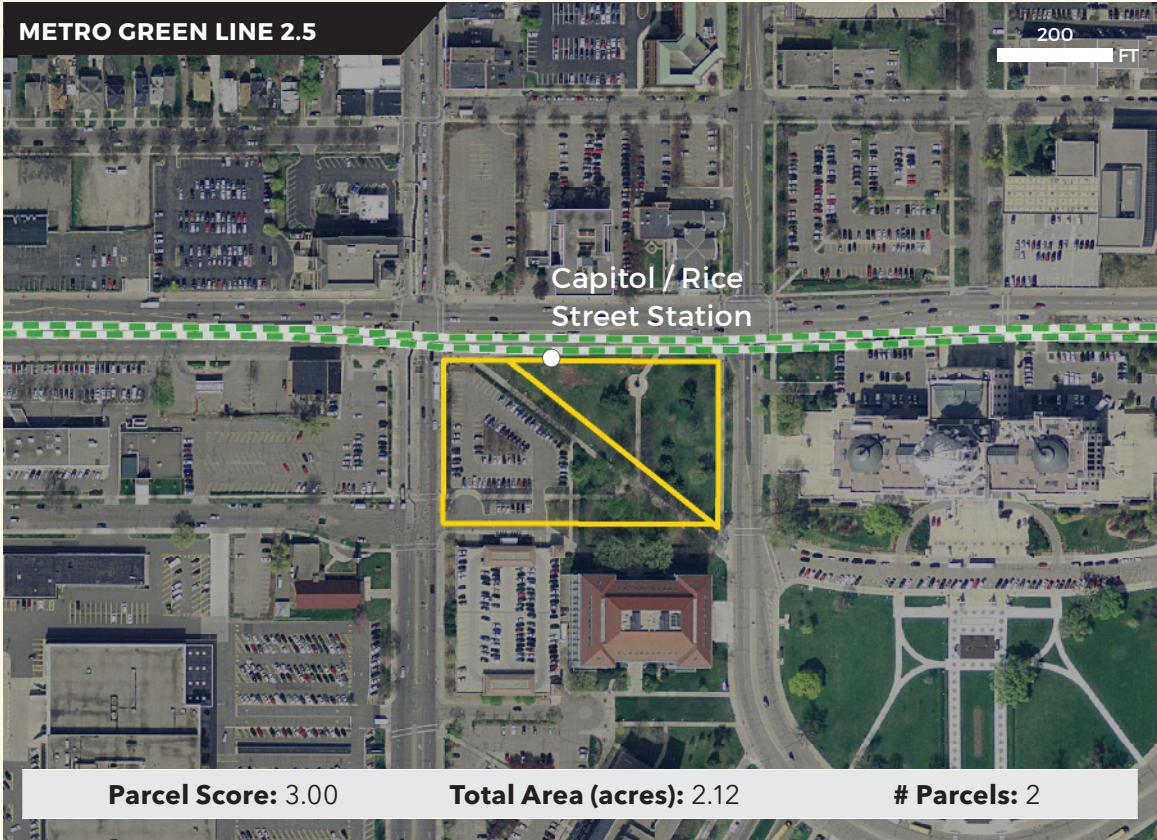 METRO GREEN LINE 2.5
200
FT
Capitol / Rice
Street Station
Parcel Score: 3.00 Total Area (acres): 2.12 # Parcels: 2